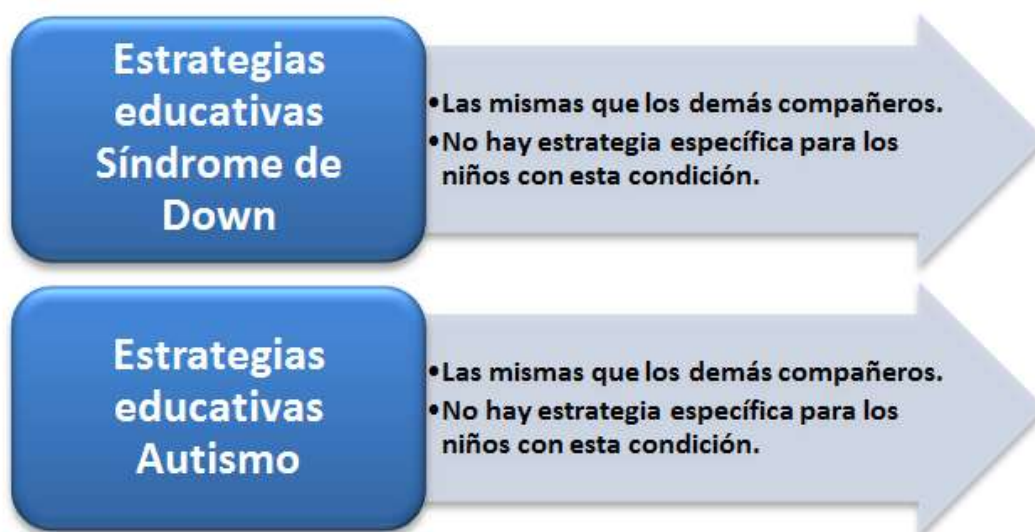 Estrategias
educativas
Síndrome de
Down
•Las mismas que los demás compañeros.
•No hay estrategia específica para los
niños con esta condición.
Estrategias
educativas
Autismo
•Las mismas que los demás compañeros.
•No hay estrategia específica para los
niños con esta condición.